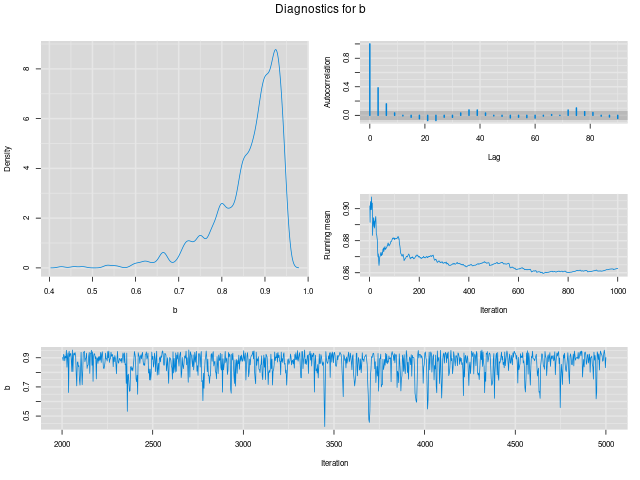 Diagnostics for b
Density
8
6
4
2
0
0.4 0.5 0.6 0.7 0.8 0.9 1.0
b
Autocorrelation
0.8
0.4
0.0
0 20 40 60 80
Lag
Running mean
0.90
0.88
0.86
0 200 400 600 800 1000
Iteration
b
0.9
0.7
0.5
2000 2500 3000 3500 4000 4500 5000
Iteration